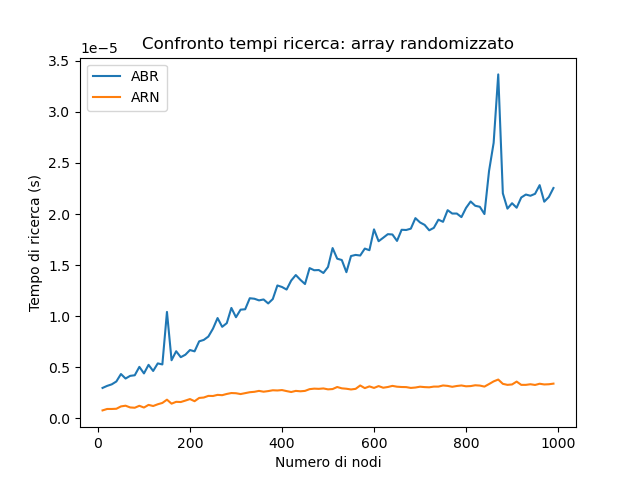 Confronto tempi ricerca: array randomizzato
1e−5
ABR
ARN
Tempo di ricerca (s)
3.5
3.0
2.5
2.0
1.5
1.0
0.5
0.0
0
200
400
600
800
1000
Numero di nodi